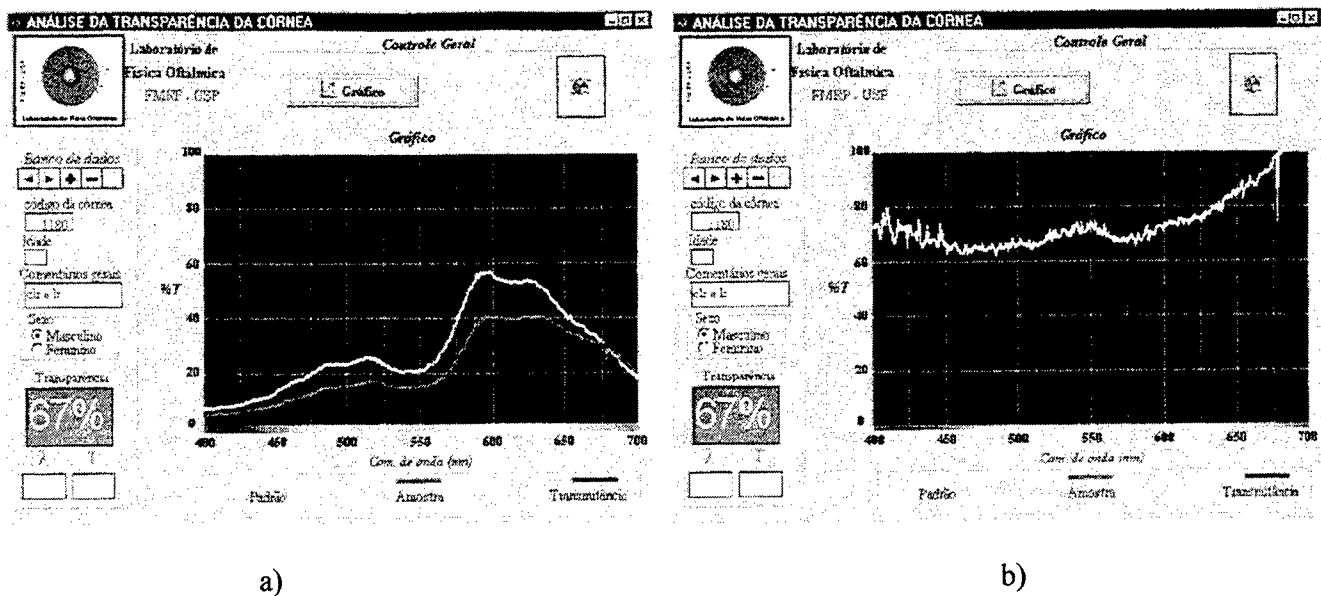 ANÁLISE DA TRANSPARÊNCIA DA CÓRNEA
Laboratório de
Física Oftálmica
FMRP - USP
Controle Geral
Gráfico
Gráfico
Banco de dados
código da córnea
1180
Idade
Comentários gerais
Sexo
Masculino
Feminino
Transparência
67%
λ T
100
80
60
%T
40
20
0
400 450 500 550 600 650 700
Com. de onda (nm)
Padrão Amostra Transmitância
a)
ANÁLISE DA TRANSPARÊNCIA DA CÓRNEA
Laboratório de
Física Oftálmica
FMRP - USP
Controle Geral
Gráfico
Gráfico
Banco de dados
código da córnea
1180
Idade
Comentários gerais
Sexo
Masculino
Feminino
Transparência
67%
λ T
100
80
60
%T
40
20
0
400 450 500 550 600 650 700
Com. de onda (nm)
Padrão Amostra Transmitância
b)